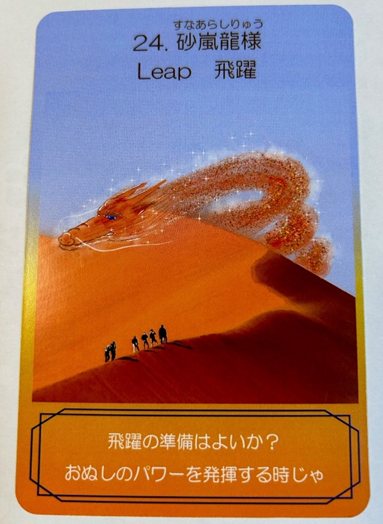 すなあらしりゅう
24. 砂嵐龍様
Leap 飛躍
飛躍の準備はよいか？
おぬしのパワーを発揮する時じゃ